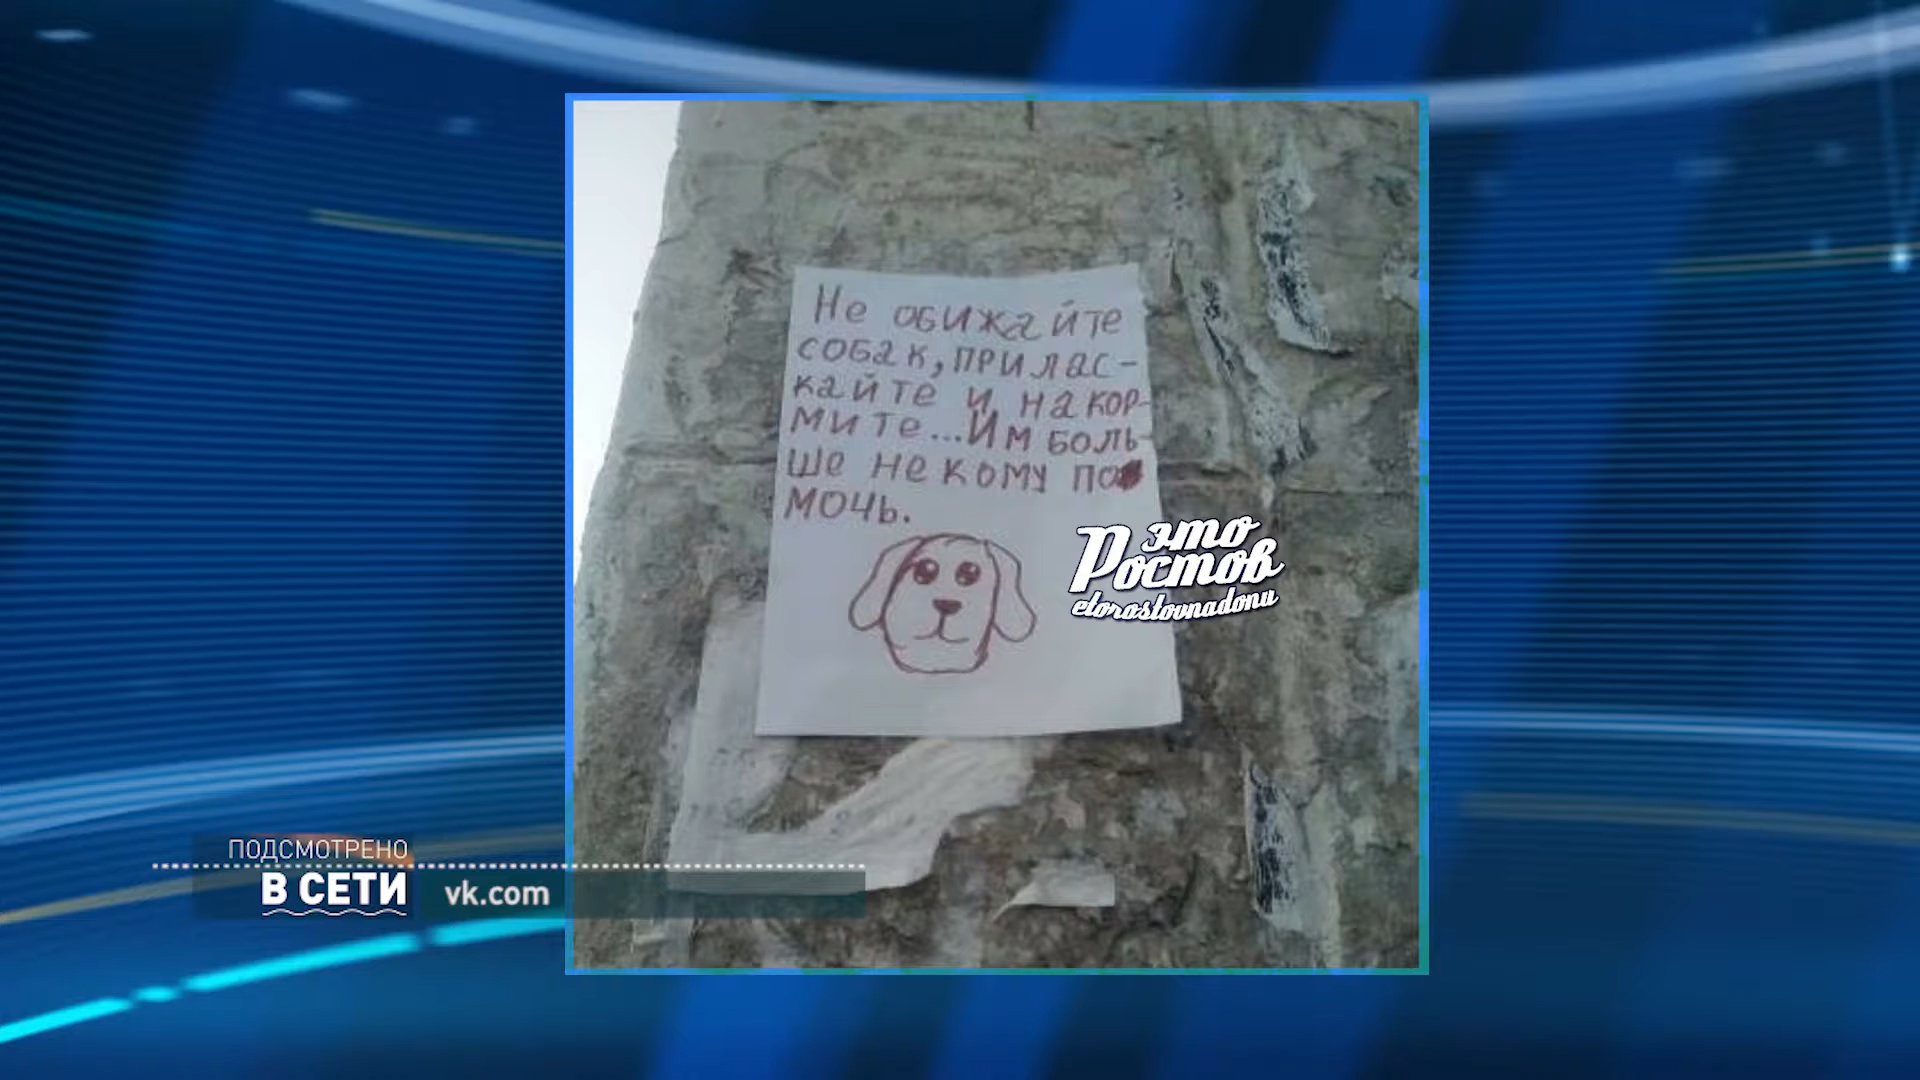 Не обижайте
собак, прилас-
кайте и накор-
мите...Им боль-
ше некому по
мочь.
это
Ростов
etorostovnadonu
ПОДСМОТРЕНО
В СЕТИ
vk.com